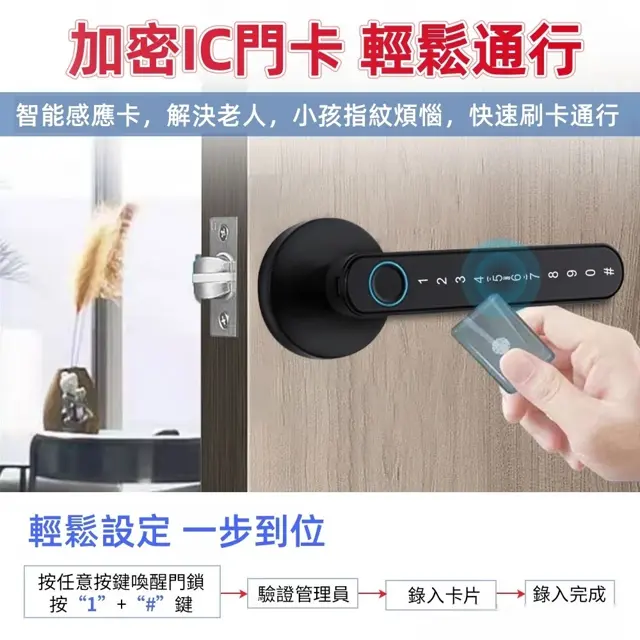 加密IC門卡 輕鬆通行
智能感應卡，解決老人，小孩指紋煩惱，快速刷卡通行
1 2 3 4 5 6 7 8 9 0 #
輕鬆設定 一步到位
按任意按鍵喚醒門鎖
按“1”+“#”鍵
驗證管理員
錄入卡片
錄入完成